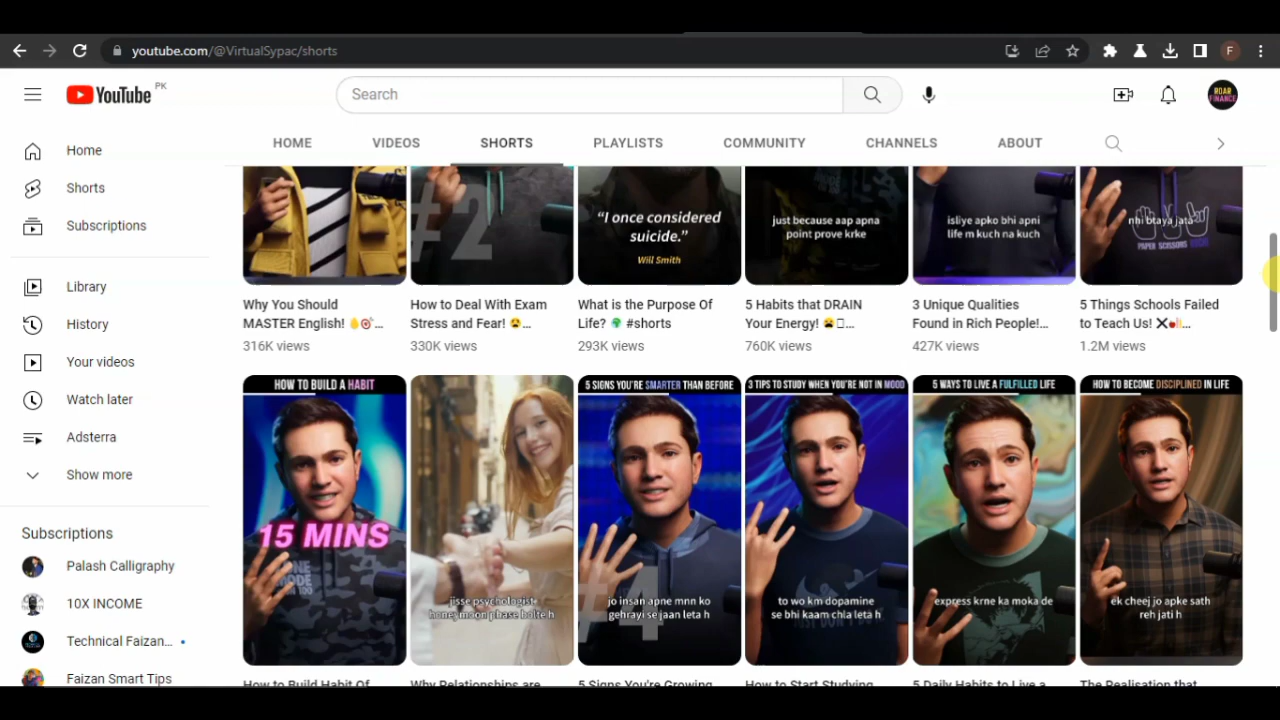 youtube.com/@VirtualSypac/shorts
F
YouTube PK
Search
ROAR
FINANCE
HOME VIDEOS SHORTS PLAYLISTS COMMUNITY CHANNELS ABOUT
Home
Shorts
Subscriptions
Library
History
Your videos
Watch later
Adsterra
Show more
Subscriptions
Palash Calligraphy
10X INCOME
Technical Faizan...
Faizan Smart Tips
#2
“I once considered
suicide.”
Will Smith
just because aap apna
point prove krke
isliye apko bhi apni
life m kuch na kuch
nhi btaya jata
PAPER SCISSORS
Why You Should
MASTER English! 🤚🎯...
316K views
How to Deal With Exam
Stress and Fear! 😨...
330K views
What is the Purpose Of
Life? 🌍 #shorts
293K views
5 Habits that DRAIN
Your Energy! 😫...
760K views
3 Unique Qualities
Found in Rich People!...
427K views
5 Things Schools Failed
to Teach Us! ❌...
1.2M views
HOW TO BUILD A HABIT
15 MINS
jisse psychologists
honeymoon phase bolte h
5 SIGNS YOU'RE SMARTER THAN BEFORE
#4
jo insan apne mnn ko
gehrayi se jaan leta h
3 TIPS TO STUDY WHEN YOU'RE NOT IN MOOD
to wo km dopamine
se bhi kaam chla leta h
5 WAYS TO LIVE A FULFILLED LIFE
express krne ka moka de
HOW TO BECOME DISCIPLINED IN LIFE
ek cheej jo apke sath
reh jati h
How to Build Habit Of
Why Relationships are
5 Signs You're Growing
How to Start Studying
5 Daily Habits to Live a
The Realisation that